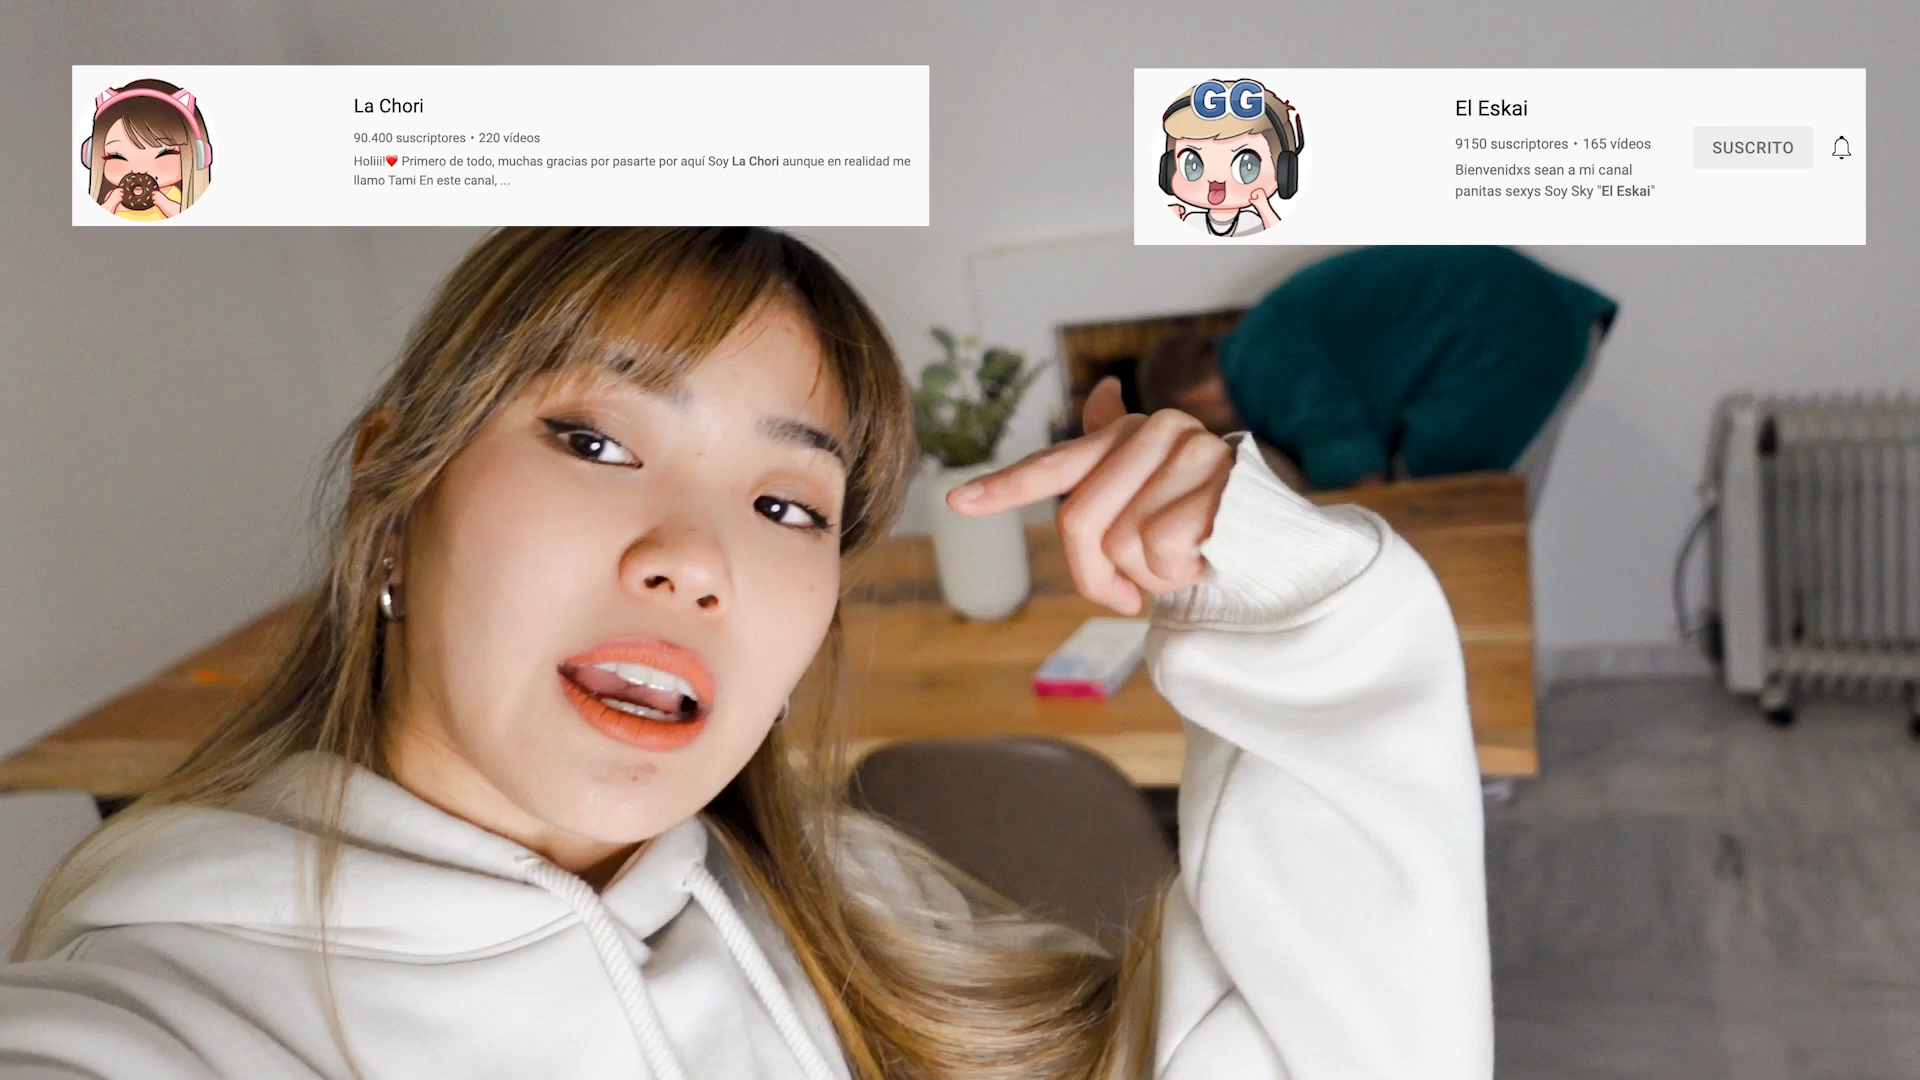 La Chori
90.400 suscriptores • 220 vídeos
Holiii!❤️ Primero de todo, muchas gracias por pasarte por aquí Soy La Chori aunque en realidad me
llamo Tami En este canal, ...
GG
El Eskai
9150 suscriptores • 165 vídeos
Bienvenidxs sean a mi canal
panitas sexys Soy Sky "El Eskai"
SUSCRITO